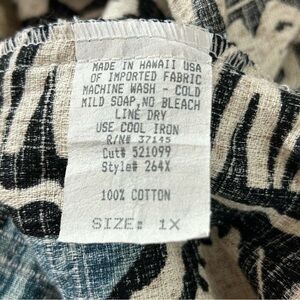 MADE IN HAWAII USA
OF IMPORTED FABRIC
MACHINE WASH - COLD
MILD SOAP, NO BLEACH
LINE DRY
USE COOL IRON
R/N# 37145
Cut# 521099
Style# 264X
100% COTTON
SIZE: 1X